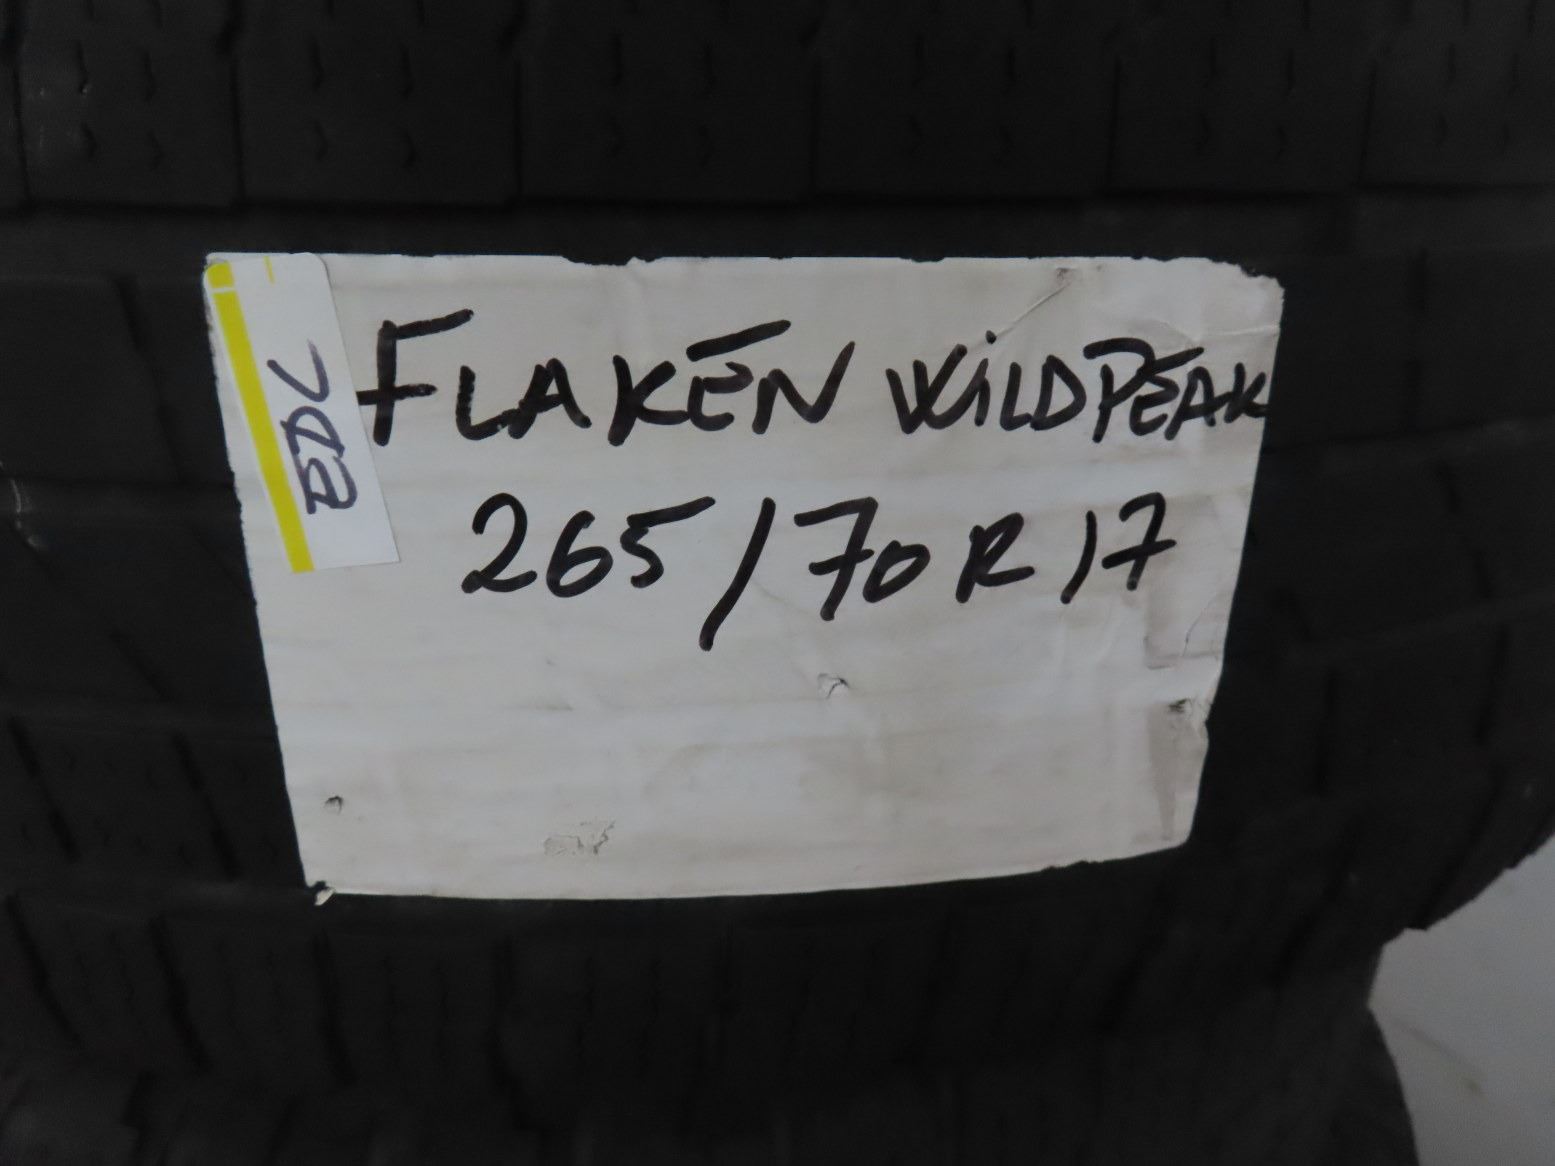 FLAKEN WILDPEAK
265/70R17
EDC